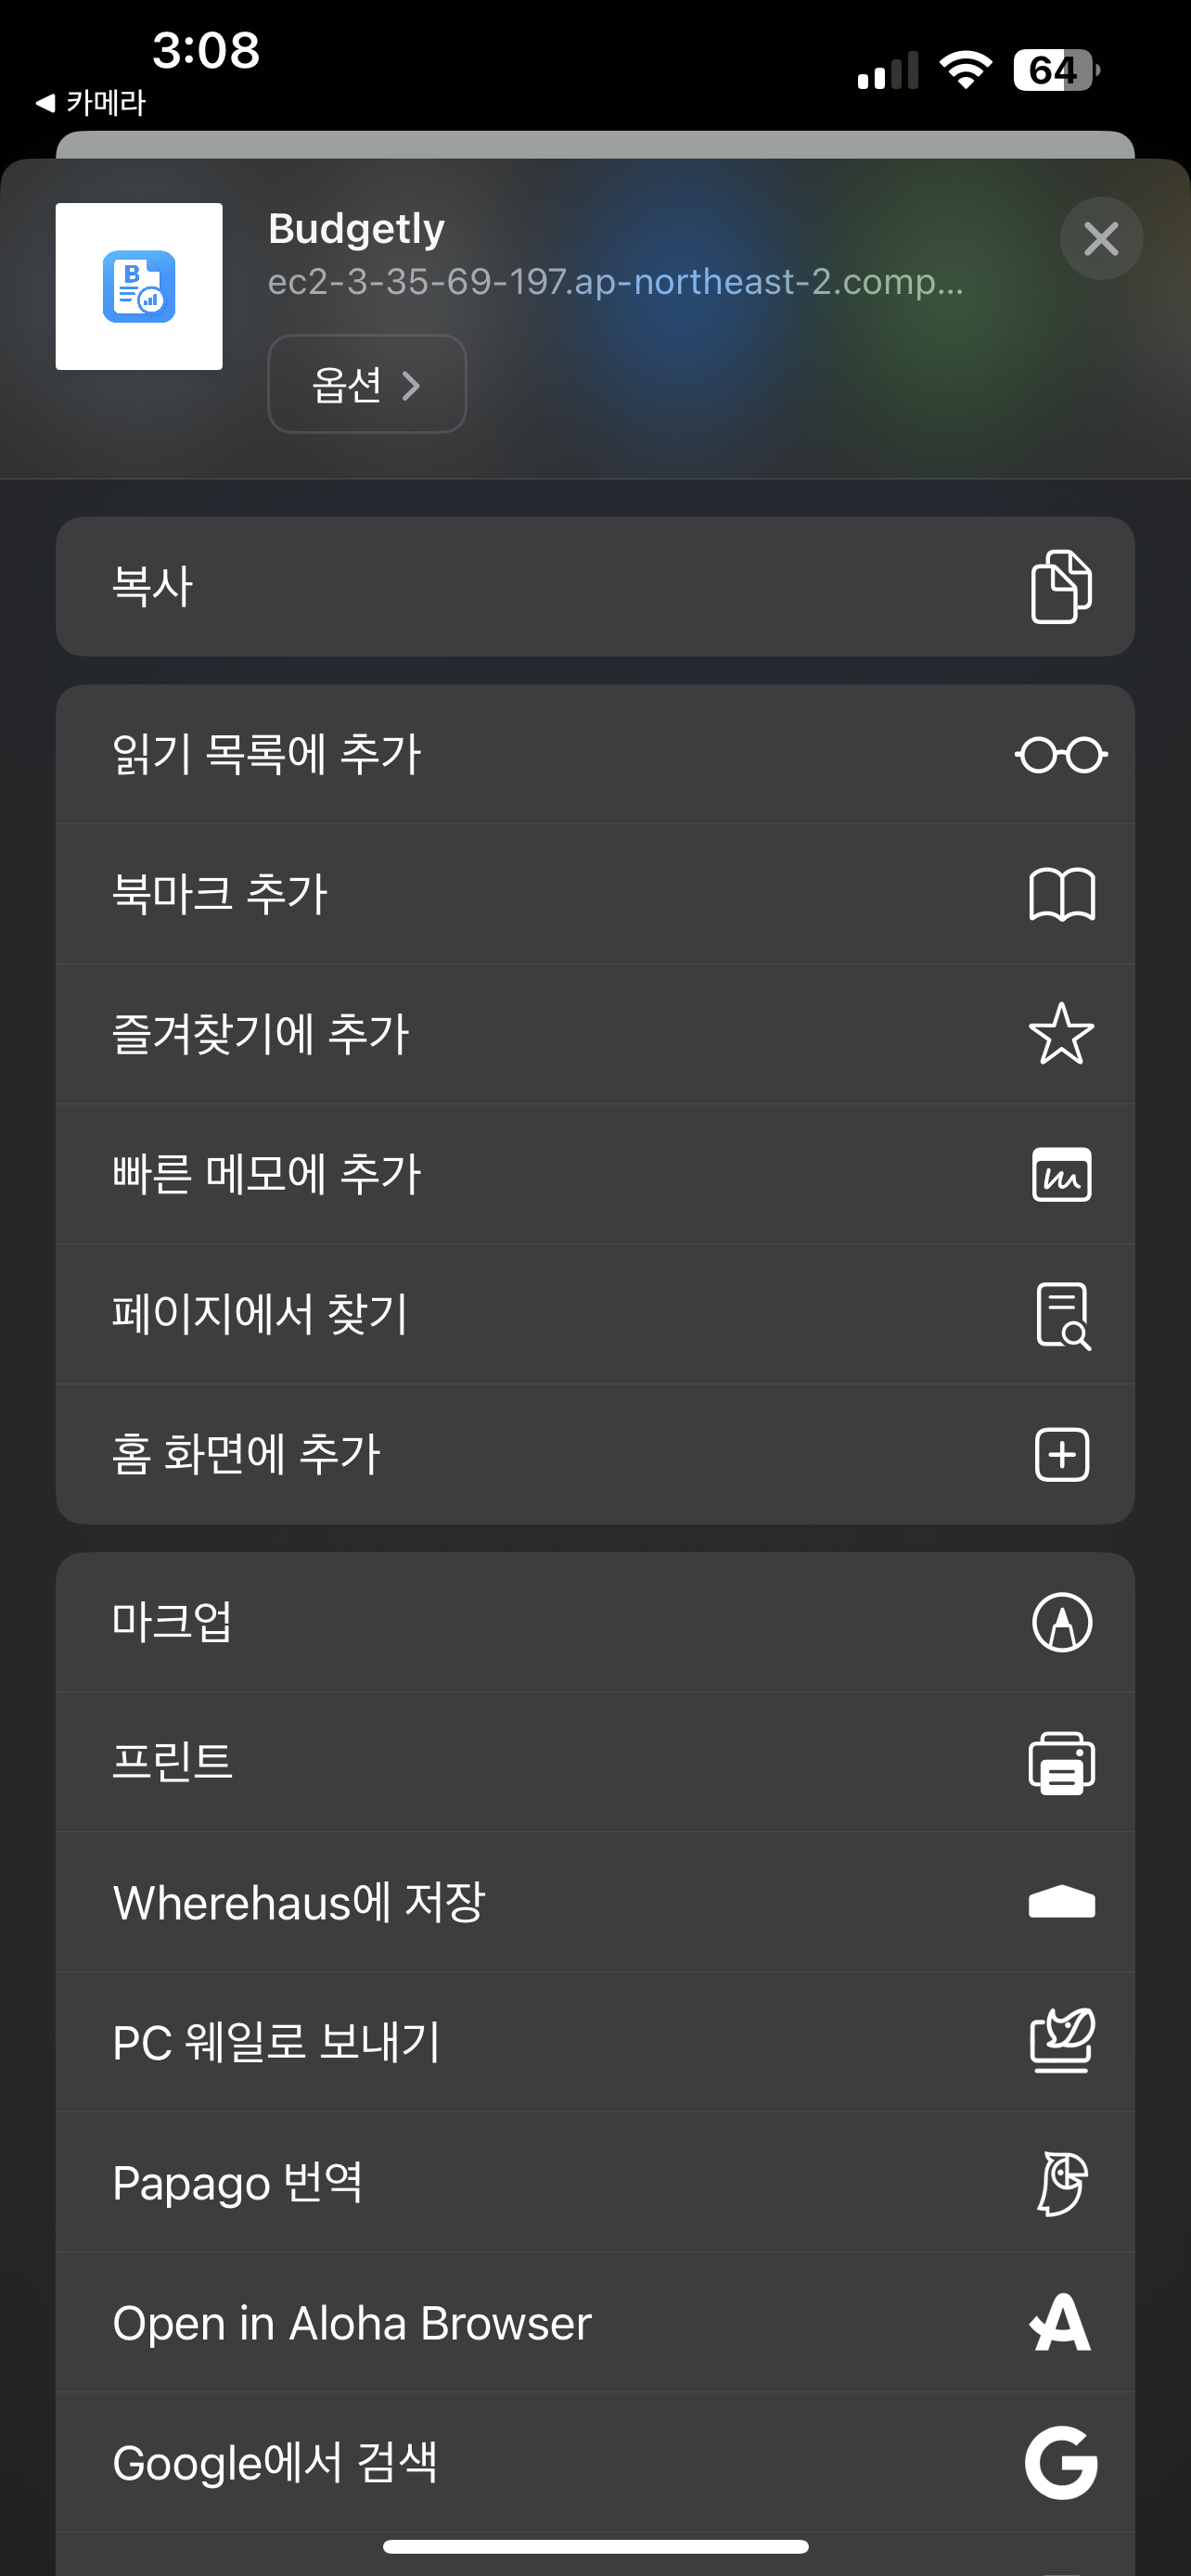 3:08
64
카메라
B
Budgetly
ec2-3-35-69-197.ap-northeast-2.comp...
옵션
복사
읽기 목록에 추가
북마크 추가
즐겨찾기에 추가
빠른 메모에 추가
페이지에서 찾기
홈 화면에 추가
마크업
프린트
Wherehaus에 저장
PC 웨일로 보내기
Papago 번역
Open in Aloha Browser
Google에서 검색